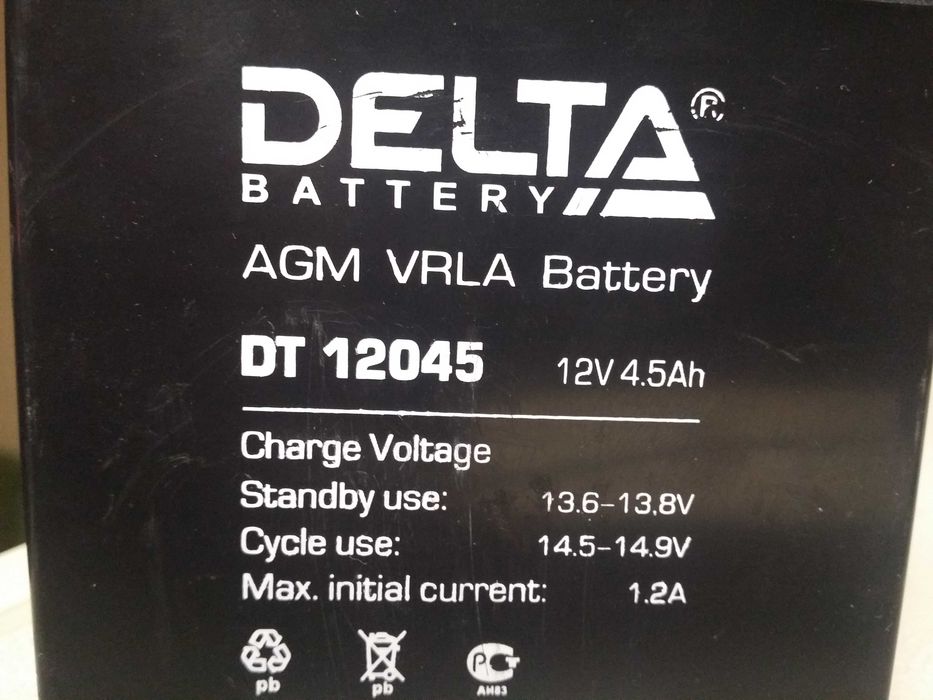 DELTA®
BATTERY
AGM VRLA Battery
DT 12045 12V 4.5Ah
Charge Voltage
Standby use: 13.6-13.8V
Cycle use: 14.5-14.9V
Max. initial current: 1.2A
pb pb АЯ83